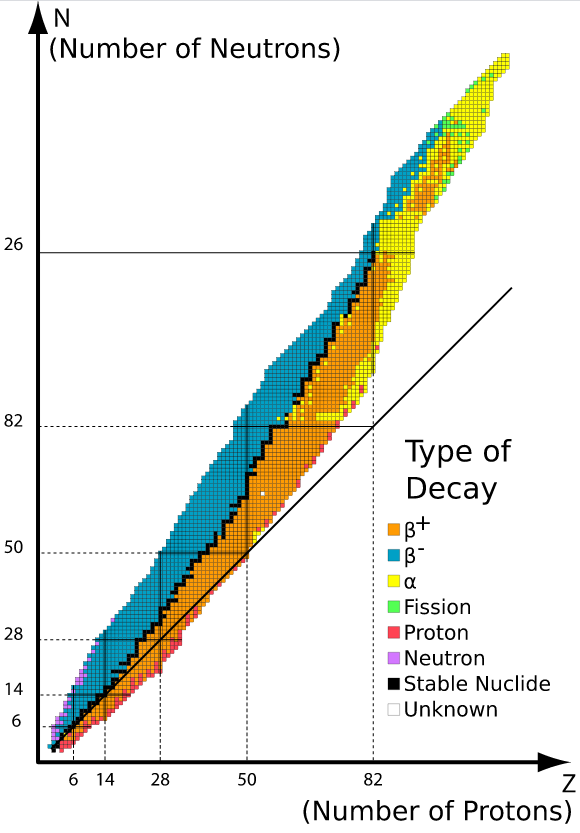 N
(Number of Neutrons)
26
82
50
28
14
6
Type of
Decay
β+
β-
α
Fission
Proton
Neutron
Stable Nuclide
Unknown
6 14 28 50 82
Z
(Number of Protons)